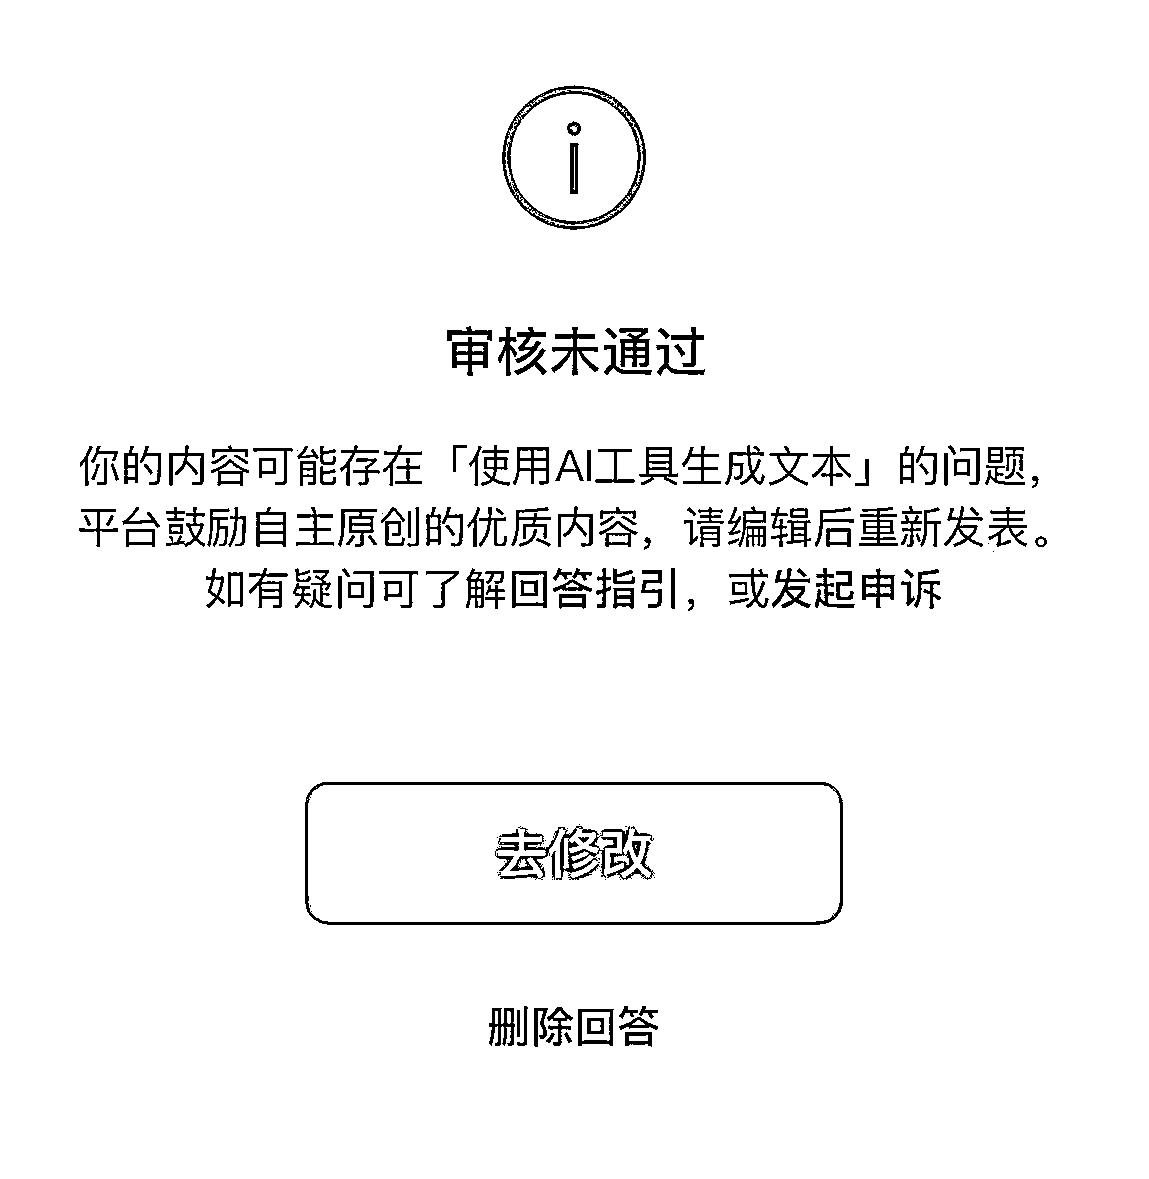 审核未通过
你的内容可能存在「使用AI工具生成文本」的问题，
平台鼓励自主原创的优质内容，请编辑后重新发表。
如有疑问可了解回答指引，或发起申诉
去修改
删除回答